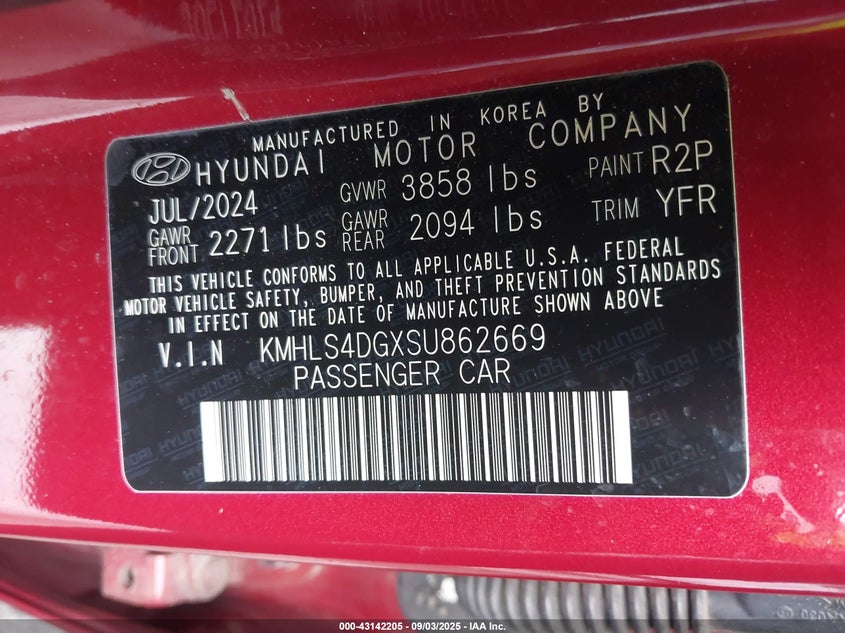 MANUFACTURED IN KOREA BY
HYUNDAI MOTOR COMPANY
JUL/2024 GVWR 3858 lbs PAINT R2P
GAWR FRONT 2271 lbs GAWR REAR 2094 lbs TRIM YFR
THIS VEHICLE CONFORMS TO ALL APPLICABLE U.S.A. FEDERAL
MOTOR VEHICLE SAFETY, BUMPER, AND THEFT PREVENTION STANDARDS
IN EFFECT ON THE DATE OF MANUFACTURE SHOWN ABOVE
V.I.N KMHLS4DGXSU862669
PASSENGER CAR
000-43142205 - 09/03/2025 - IAA Inc.